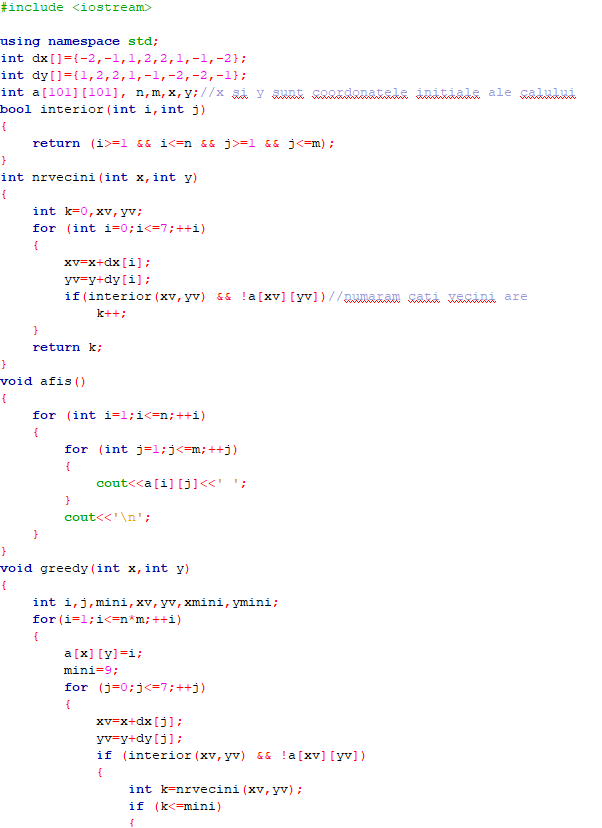 #include <iostream>
using namespace std;
int dx[]={-2,-1,1,2,2,1,-1,-2};
int dy[]={1,2,2,1,-1,-2,-2,-1};
int a[101][101], n,m,x,y;//x si y sunt coordonatele initiale ale calului
bool interior(int i,int j)
{
return (i>=1 && i<=n && j>=1 && j<=m);
}
int nrvecini(int x,int y)
{
int k=0,xv,yv;
for (int i=0;i<=7;++i)
{
xv=x+dx[i];
yv=y+dy[i];
if(interior(xv,yv) && !a[xv][yv])//numaram cati vecini are
k++;
}
return k;
}
void afis()
{
for (int i=1;i<=n;++i)
{
for (int j=1;j<=m;++j)
{
cout<<a[i][j]<<' ';
}
cout<<'\n';
}
}
void greedy(int x,int y)
{
int i,j,mini,xv,yv,xmini,ymini;
for(i=1;i<=n*m;++i)
{
a[x][y]=i;
mini=9;
for (j=0;j<=7;++j)
{
xv=x+dx[j];
yv=y+dy[j];
if (interior(xv,yv) && !a[xv][yv])
{
int k=nrvecini(xv,yv);
if (k<=mini)
{